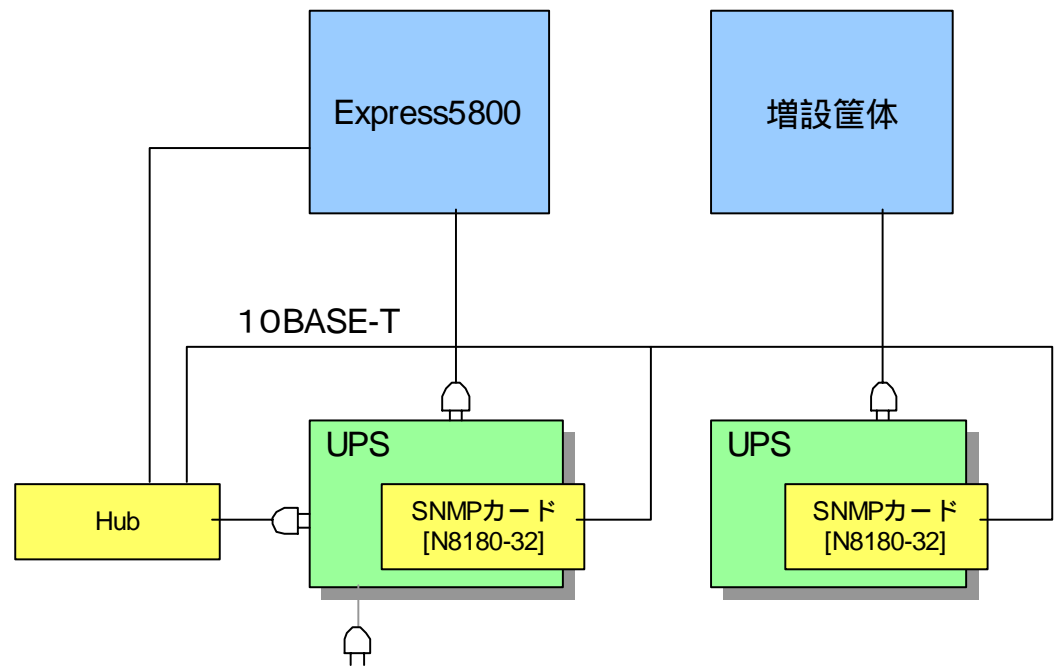 Express5800
増設筐体
１０BASE-T
UPS
SNMPカード
[N8180-32]
UPS
SNMPカード
[N8180-32]
Hub